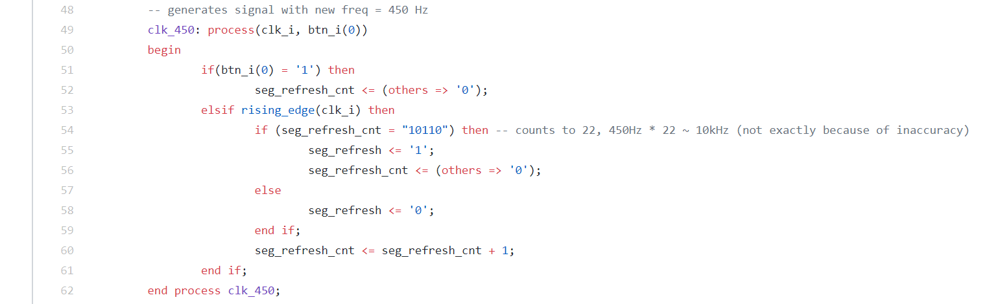 48 -- generates signal with new freq = 450 Hz
49 clk_450: process(clk_i, btn_i(0))
50 begin
51 if(btn_i(0) = '1') then
52 seg_refresh_cnt <= (others => '0');
53 elsif rising_edge(clk_i) then
54 if (seg_refresh_cnt = "10110") then -- counts to 22, 450Hz * 22 ~ 10kHz (not exactly because of inaccuracy)
55 seg_refresh <= '1';
56 seg_refresh_cnt <= (others => '0');
57 else
58 seg_refresh <= '0';
59 end if;
60 seg_refresh_cnt <= seg_refresh_cnt + 1;
61 end if;
62 end process clk_450;